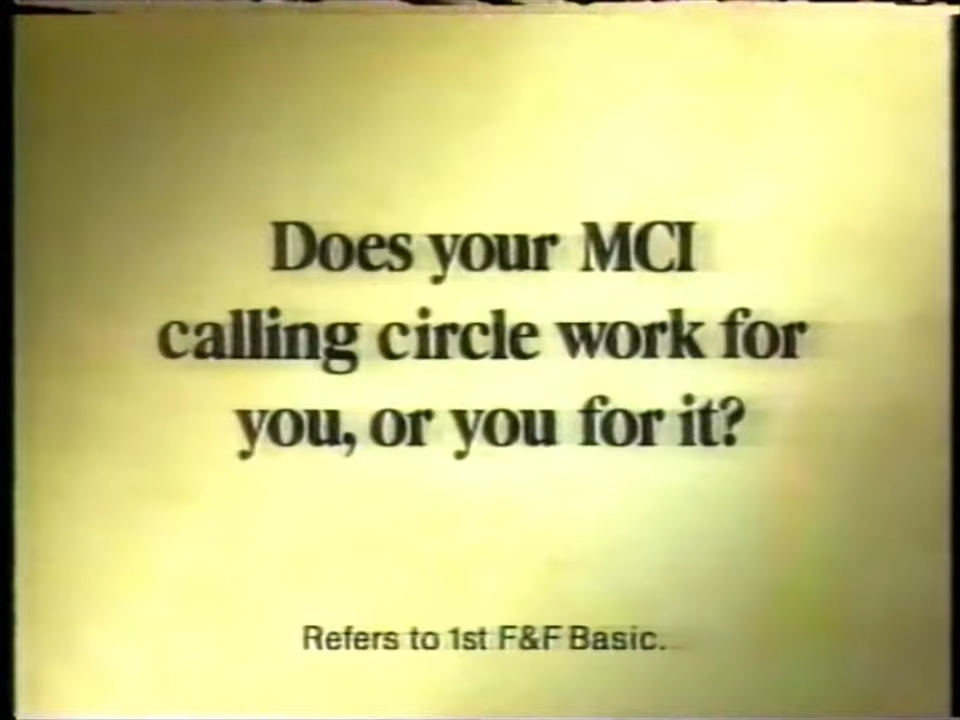 Does your MCI
calling circle work for
you, or you for it?
Refers to 1st F&F Basic.